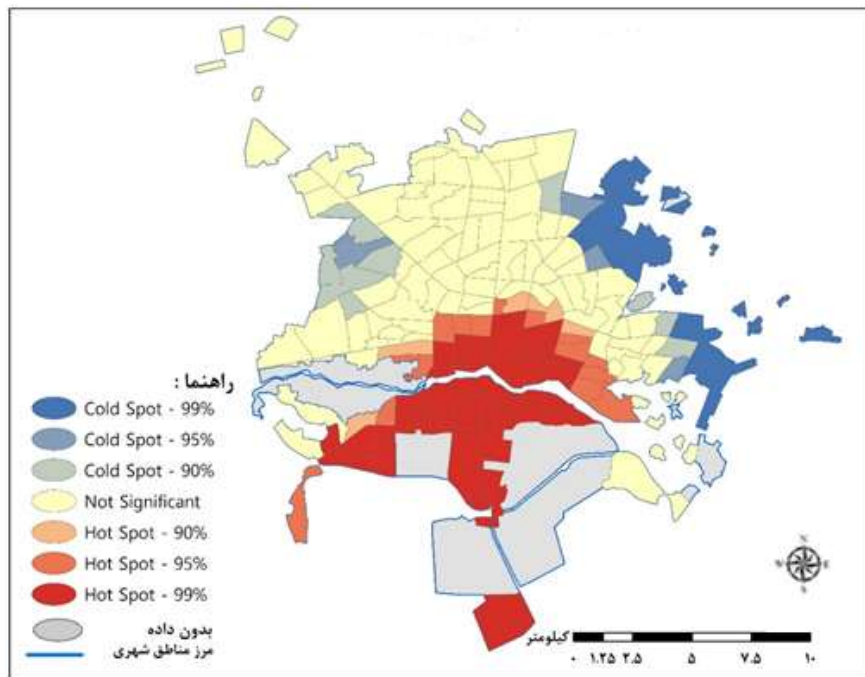 راهنما :
Cold Spot - 99%
Cold Spot - 95%
Cold Spot - 90%
Not Significant
Hot Spot - 90%
Hot Spot - 95%
Hot Spot - 99%
بدون داده
مرز مناطق شهری
N
W E
S
کیلومتر
۰ ۱.۲۵ ۲.۵ ۵ ۷.۵ ۱۰